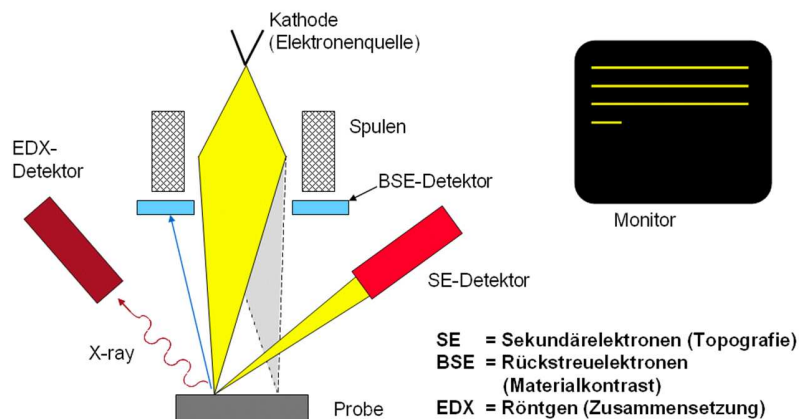 Kathode
(Elektronenquelle)
Spulen
EDX-
Detektor
BSE-Detektor
Monitor
SE-Detektor
X-ray
Probe
SE = Sekundärelektronen (Topografie)
BSE = Rückstreuelektronen
(Materialkontrast)
EDX = Röntgen (Zusammensetzung)